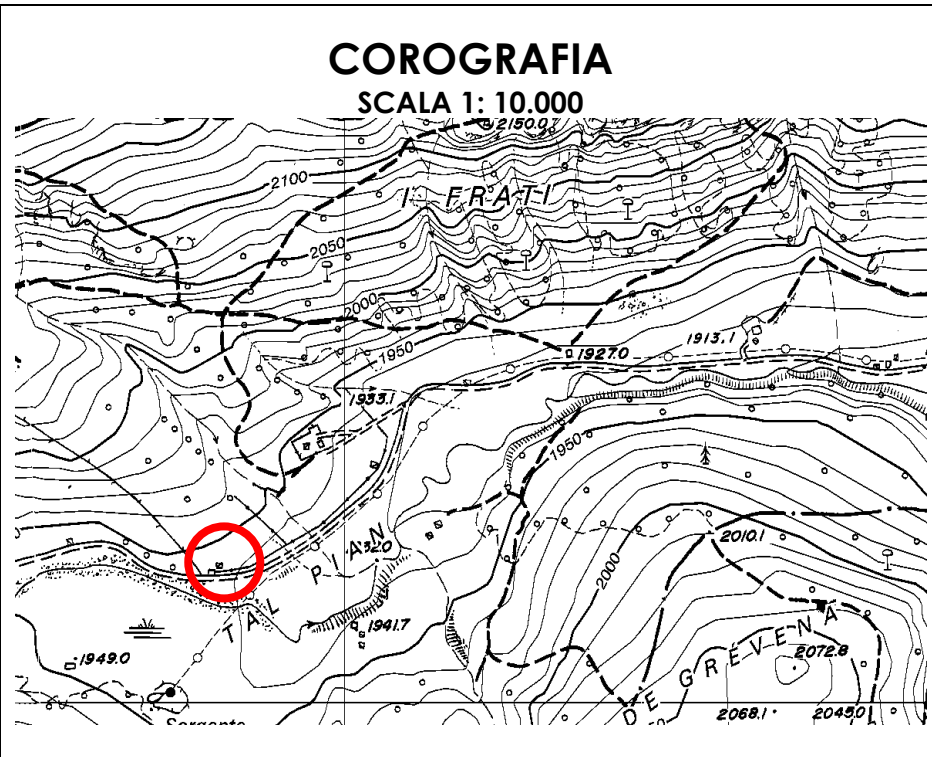 COROGRAFIA
SCALA 1: 10.000
2150.0
2100
I FRATI
2050
2000
1950
1927.0
1913.1
1933.1
1950
2010.1
2000
TAL PIAN
1941.7
1949.0
DE GREVENA
2072.8
2068.1
2045.0
Sorgente